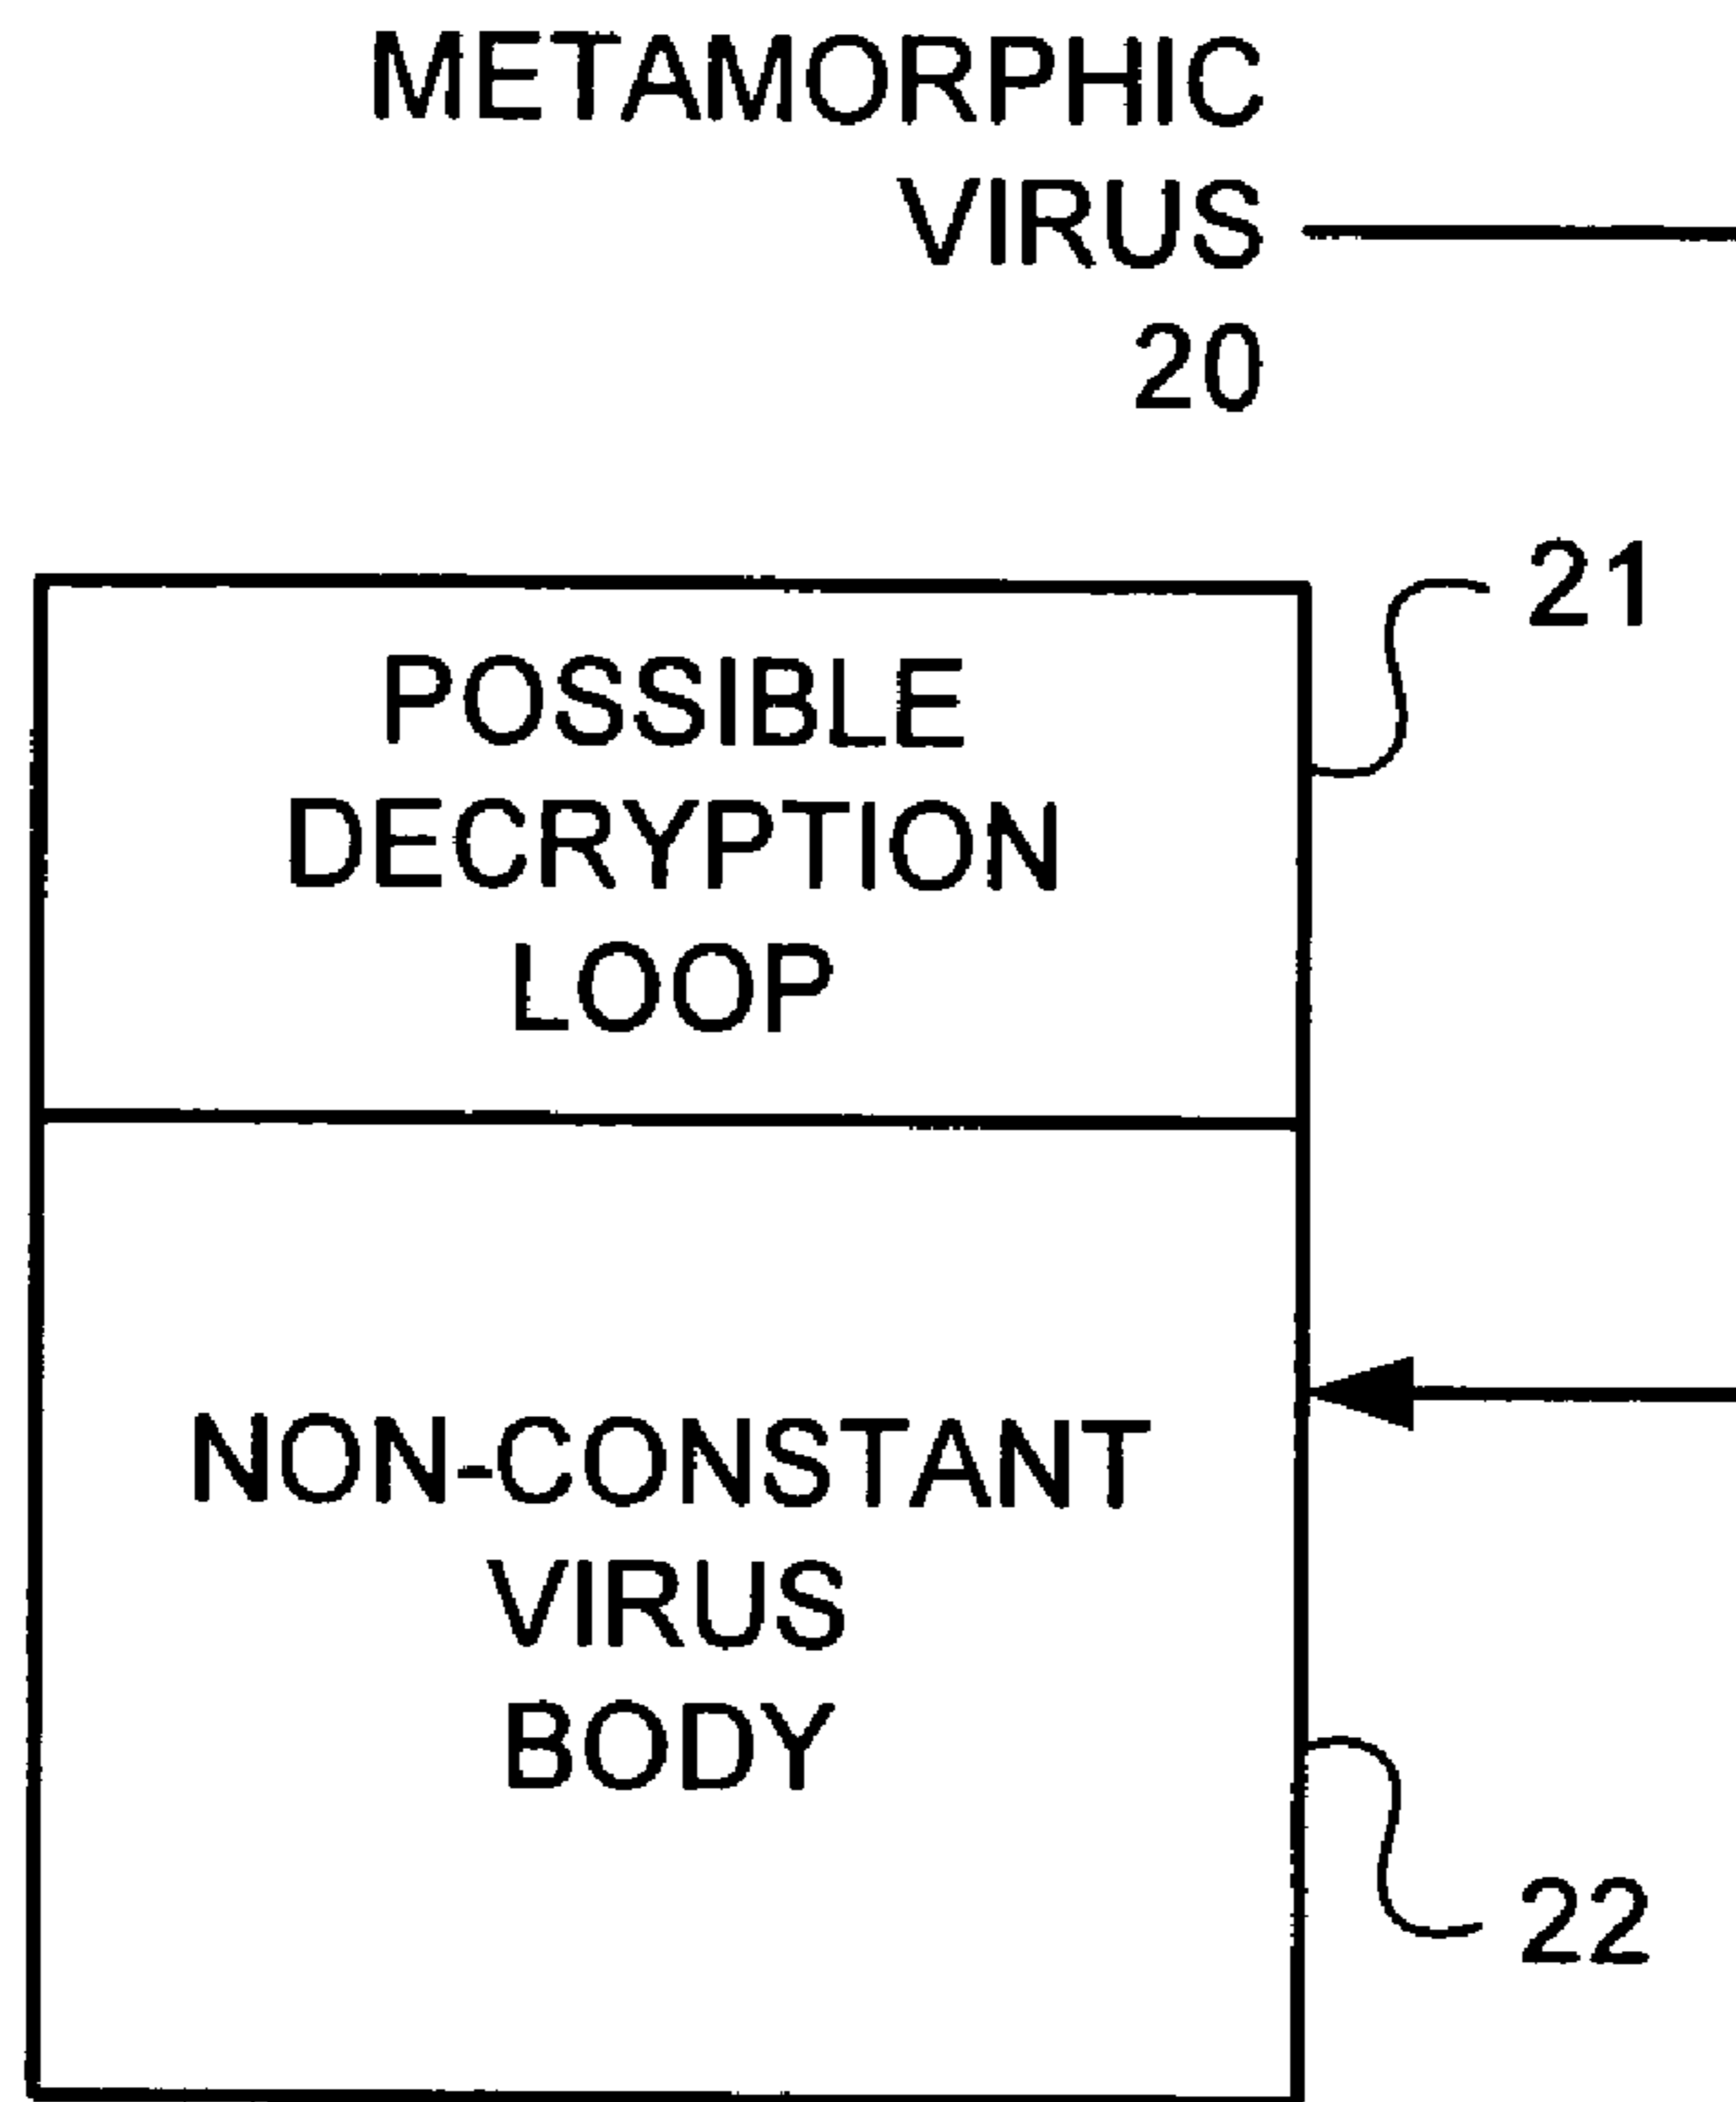 METAMORPHIC
VIRUS
20
21
POSSIBLE
DECRYPTION
LOOP
NON-CONSTANT
VIRUS
BODY
22